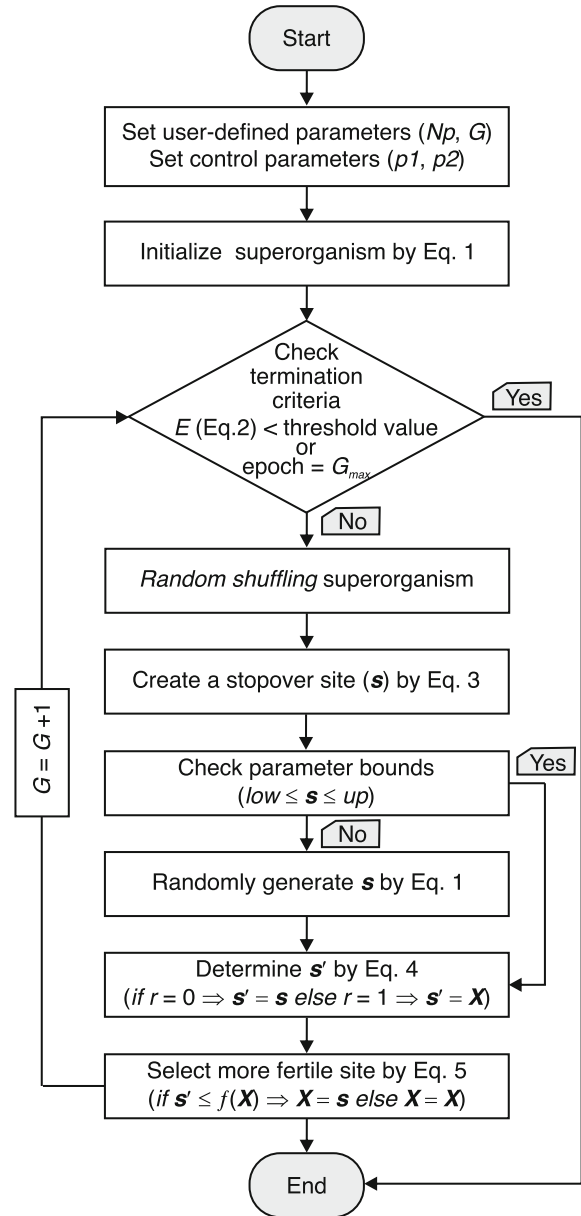 Start
Set user-defined parameters (Np, G)
Set control parameters (p1, p2)
Initialize superorganism by Eq. 1
Check
termination
criteria
E (Eq.2) < threshold value
or
epoch = Gmax
Yes
No
Random shuffling superorganism
Create a stopover site (s) by Eq. 3
Check parameter bounds
(low ≤ s ≤ up)
Yes
No
Randomly generate s by Eq. 1
Determine s′ by Eq. 4
(if r = 0 ⇒ s′ = s else r = 1 ⇒ s′ = X)
Select more fertile site by Eq. 5
(if s′ ≤ f(X) ⇒ X = s else X = X)
G = G +1
End